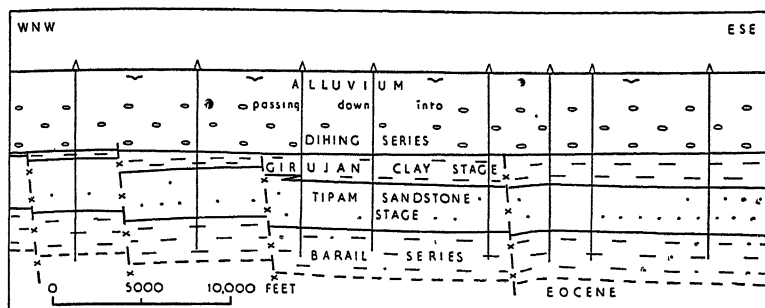 WNW ESE
ALLUVIUM
passing down into
DIHING SERIES
GIRUJAN CLAY STAGE
TIPAM SANDSTONE
STAGE
BARAIL SERIES
EOCENE
0 5000 10,000 FEET